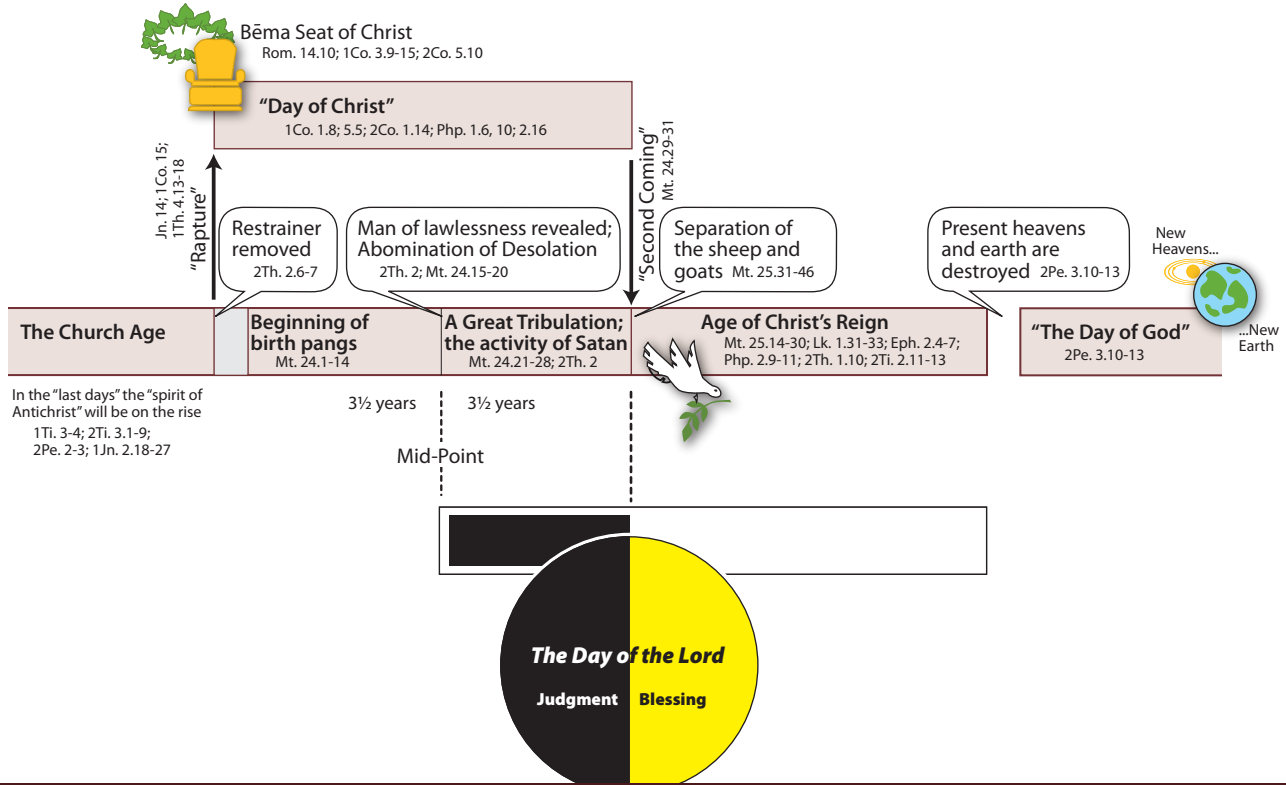 Bēma Seat of Christ
Rom. 14.10; 1Co. 3.9-15; 2Co. 5.10
“Day of Christ”
1Co. 1.8; 5.5; 2Co. 1.14; Php. 1.6, 10; 2.16
Jn. 14; 1Co. 15;
1Th. 4.13-18
“Rapture”
“Second Coming”
Mt. 24.29-31
Restrainer
removed
2Th. 2.6-7
Man of lawlessness revealed;
Abomination of Desolation
2Th. 2; Mt. 24.15-20
Separation of
the sheep and
goats Mt. 25.31-46
Present heavens
and earth are
destroyed 2Pe. 3.10-13
New
Heavens...
...New
Earth
The Church Age
Beginning of
birth pangs
Mt. 24.1-14
A Great Tribulation;
the activity of Satan
Mt. 24.21-28; 2Th. 2
Age of Christ’s Reign
Mt. 25.14-30; Lk. 1.31-33; Eph. 2.4-7;
Php. 2.9-11; 2Th. 1.10; 2Ti. 2.11-13
“The Day of God”
2Pe. 3.10-13
In the “last days” the “spirit of
Antichrist” will be on the rise
1Ti. 3-4; 2Ti. 3.1-9;
2Pe. 2-3; 1Jn. 2.18-27
3½ years
3½ years
Mid-Point
The Day of the Lord
Judgment
Blessing